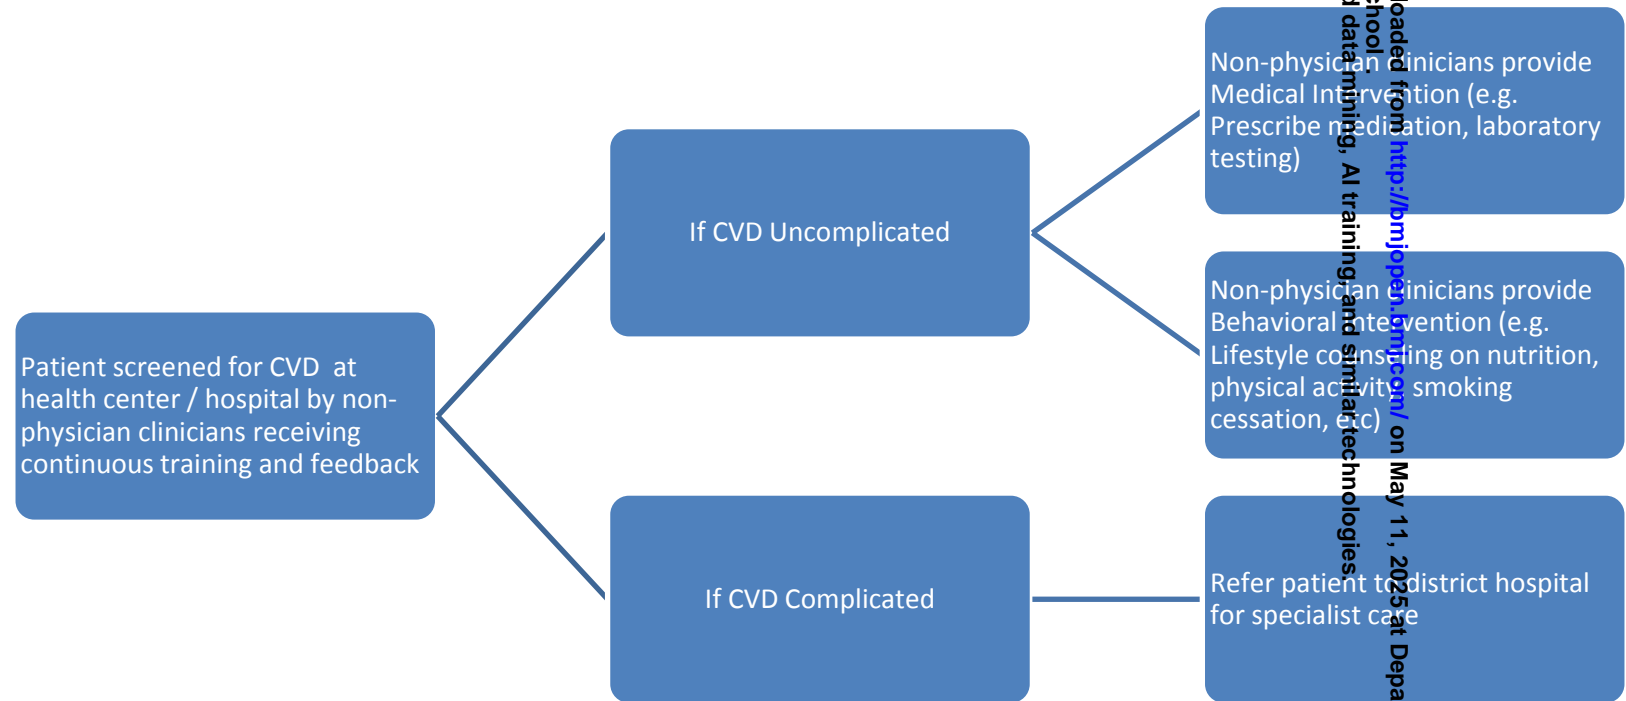 Patient screened for CVD at
health center / hospital by non-
physician clinicians receiving
continuous training and feedback
If CVD Uncomplicated
If CVD Complicated
Non-physician clinicians provide
Medical Intervention (e.g.
Prescribe medication, laboratory
testing)
Non-physician clinicians provide
Behavioral Intervention (e.g.
Lifestyle counseling on nutrition,
physical activity, smoking
cessation, etc)
Refer patient to district hospital
for specialist care
from http://bmjopen.bmj.com/ on May 11, 2025 at
data mining, AI training, and similar technologies.